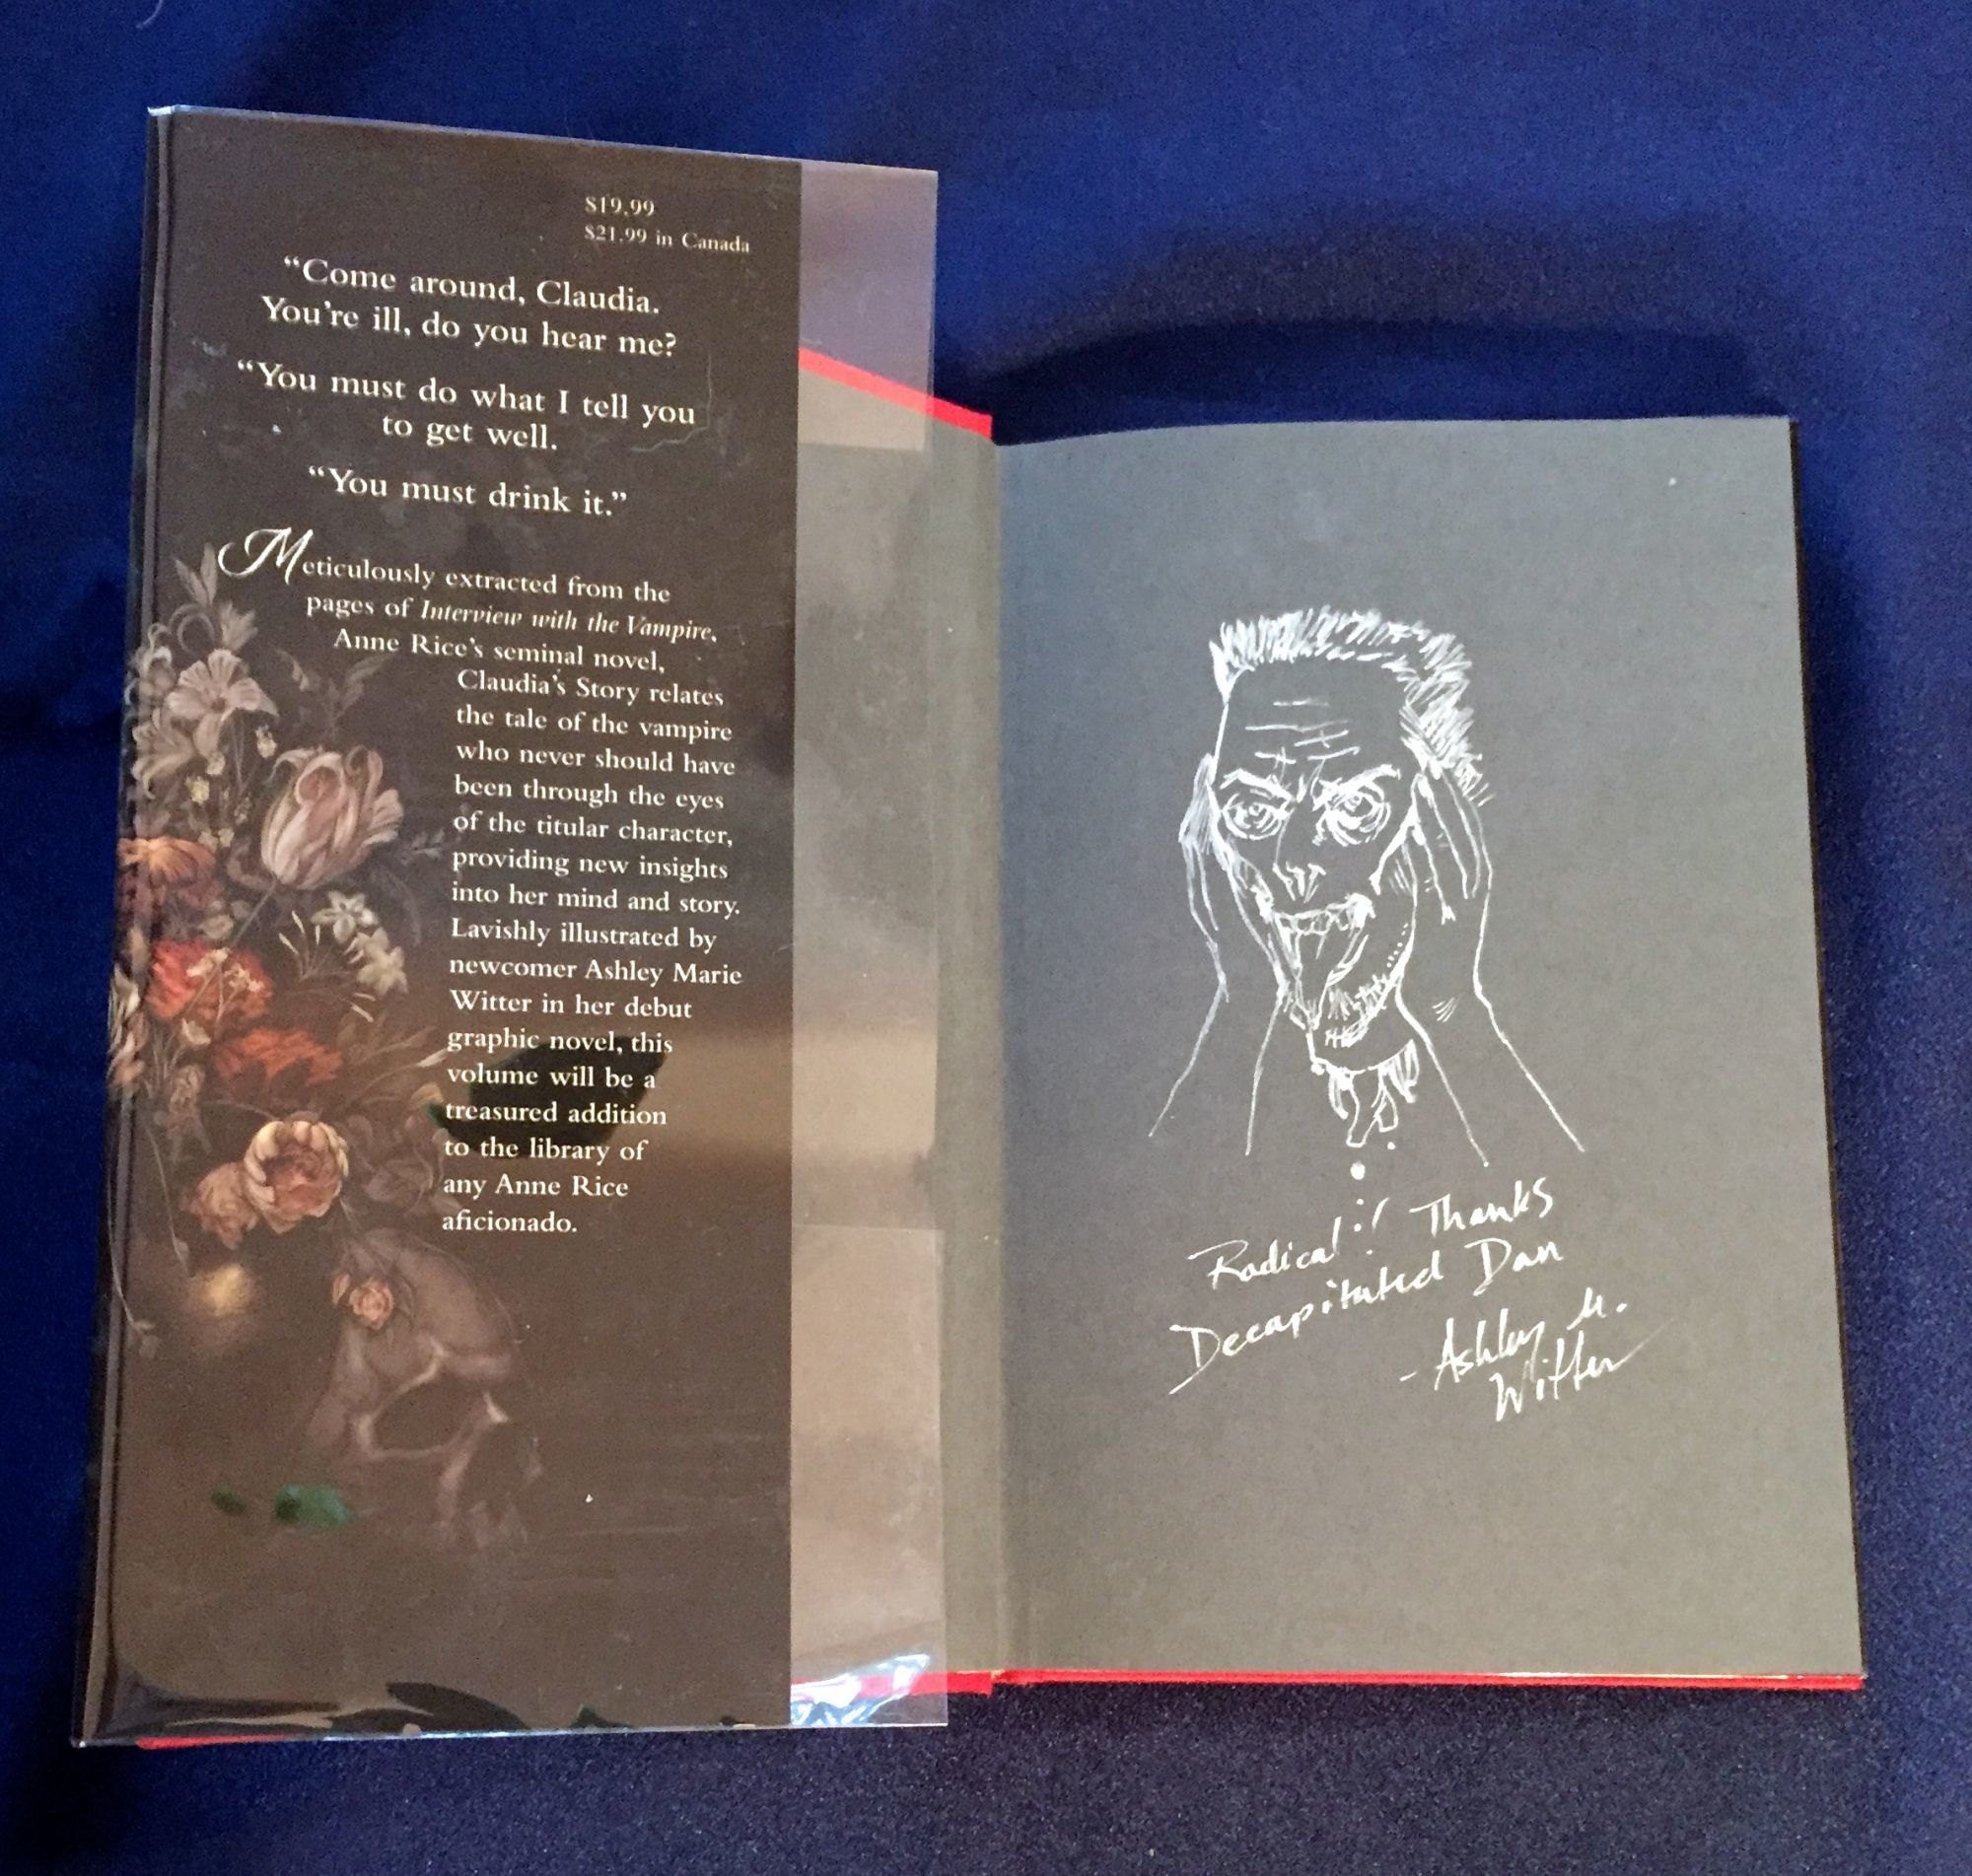 $19.99
$21.99 in Canada
“Come around, Claudia.
You’re ill, do you hear me?
“You must do what I tell you
to get well.
“You must drink it.”
Meticulously extracted from the
pages of Interview with the Vampire,
Anne Rice’s seminal novel,
Claudia’s Story relates
the tale of the vampire
who never should have
been through the eyes
of the titular character,
providing new insights
into her mind and story.
Lavishly illustrated by
newcomer Ashley Marie
Witter in her debut
graphic novel, this
volume will be a
treasured addition
to the library of
any Anne Rice
aficionado.
Radical! Thanks
Decapitated Dan
- Ashley M.
Witter